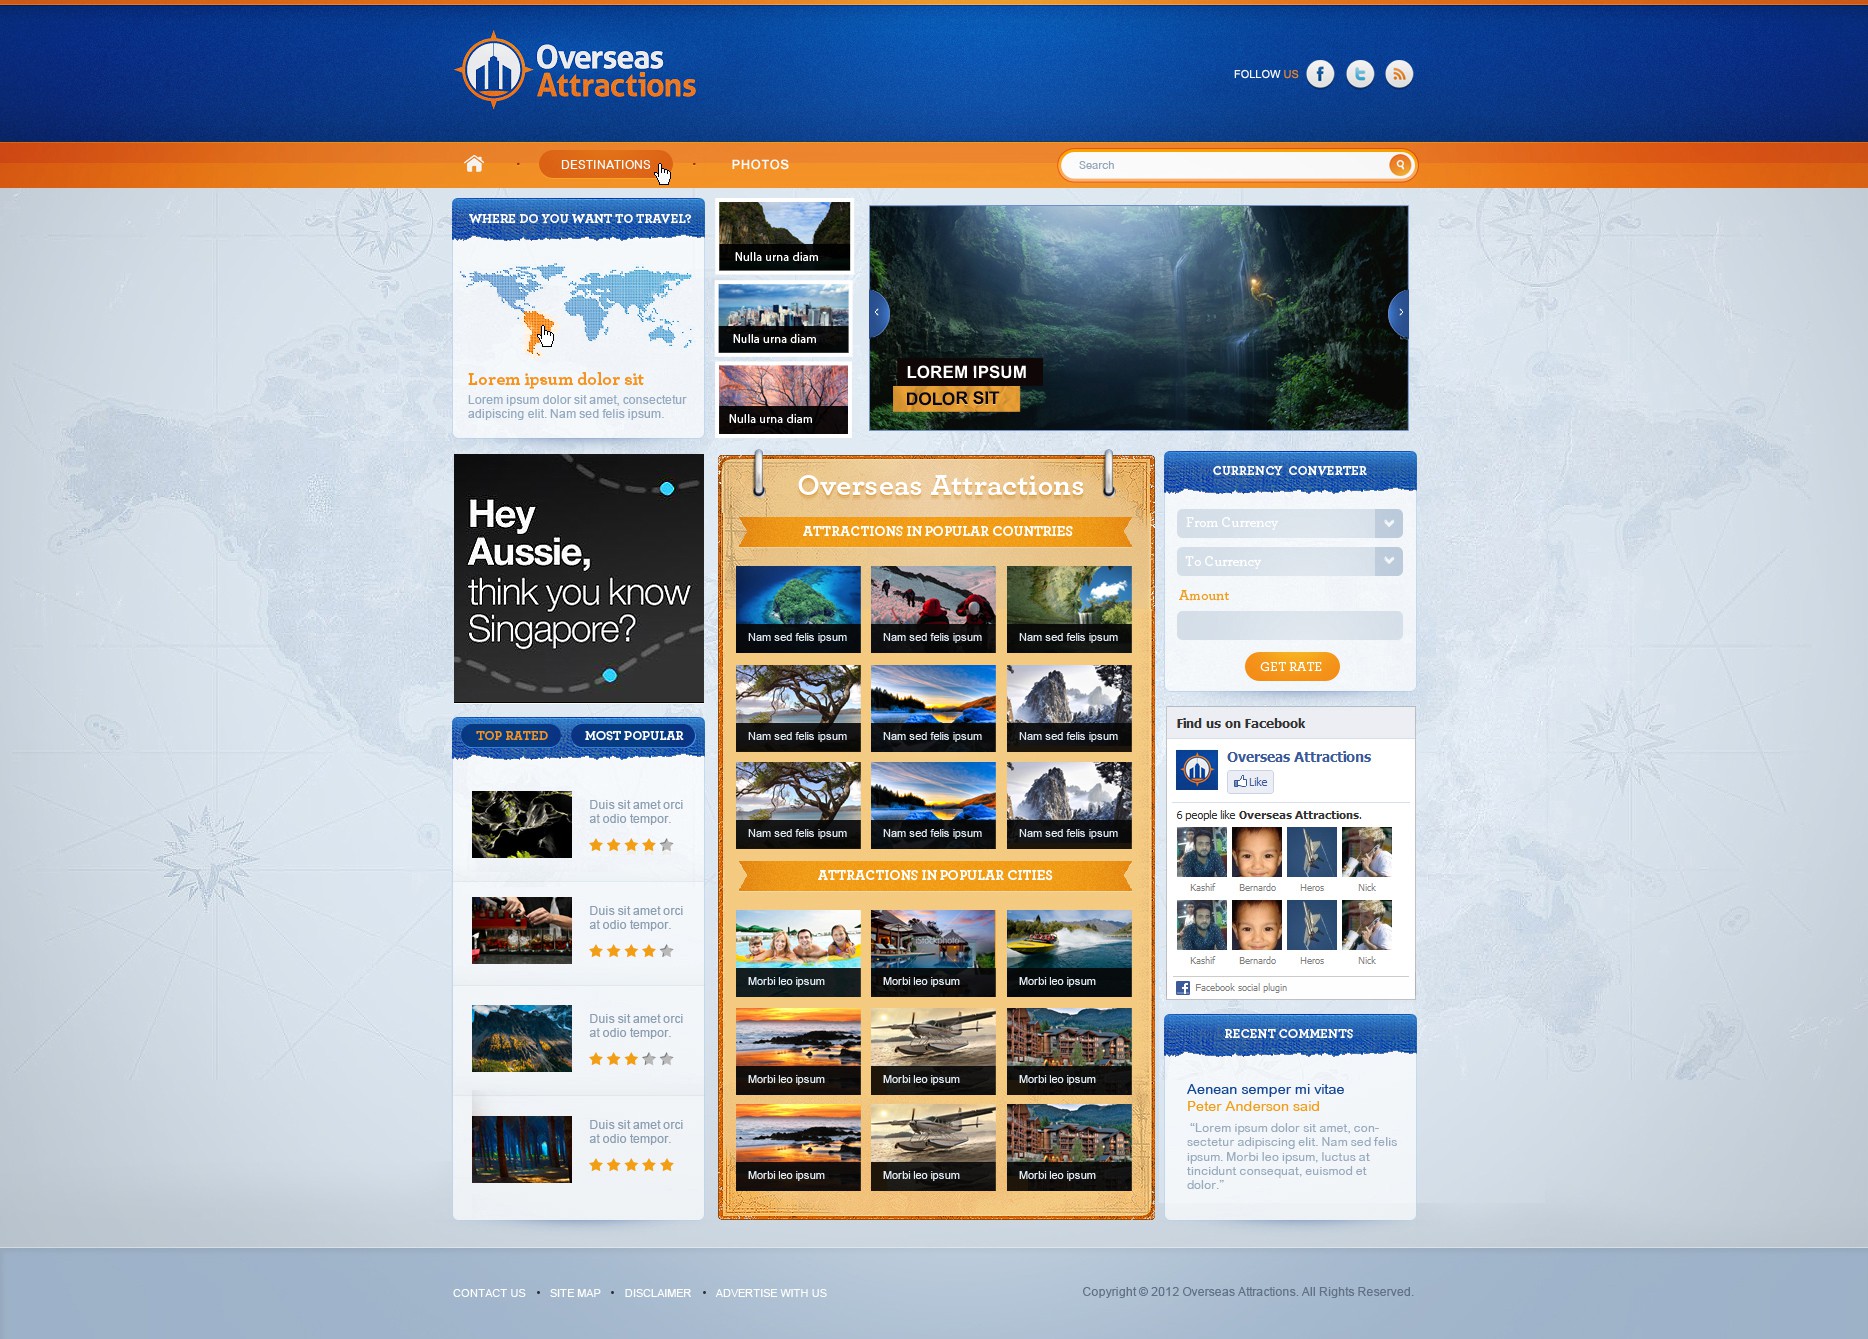 Overseas
Attractions
FOLLOW US
DESTINATIONS
PHOTOS
Search
WHERE DO YOU WANT TO TRAVEL?
Lorem ipsum dolor sit
Lorem ipsum dolor sit amet, consectetur
adipiscing elit. Nam sed felis ipsum.
Nulla urna diam
Nulla urna diam
Nulla urna diam
LOREM IPSUM
DOLOR SIT
Hey
Aussie,
think you know
Singapore?
TOP RATED
MOST POPULAR
Duis sit amet orci
at odio tempor.
Duis sit amet orci
at odio tempor.
Duis sit amet orci
at odio tempor.
Duis sit amet orci
at odio tempor.
Overseas Attractions
ATTRACTIONS IN POPULAR COUNTRIES
Nam sed felis ipsum
Nam sed felis ipsum
Nam sed felis ipsum
Nam sed felis ipsum
Nam sed felis ipsum
Nam sed felis ipsum
Nam sed felis ipsum
Nam sed felis ipsum
Nam sed felis ipsum
ATTRACTIONS IN POPULAR CITIES
iStockphoto
Morbi leo ipsum
Morbi leo ipsum
Morbi leo ipsum
Morbi leo ipsum
Morbi leo ipsum
Morbi leo ipsum
Morbi leo ipsum
Morbi leo ipsum
Morbi leo ipsum
CURRENCY CONVERTER
From Currency
To Currency
Amount
GET RATE
Find us on Facebook
Overseas Attractions
Like
6 people like Overseas Attractions.
Kashif
Bernardo
Heros
Nick
Kashif
Bernardo
Heros
Nick
Facebook social plugin
RECENT COMMENTS
Aenean semper mi vitae
Peter Anderson said
“Lorem ipsum dolor sit amet, con-
sectetur adipiscing elit. Nam sed felis
ipsum. Morbi leo ipsum, luctus at
tincidunt consequat, euismod et
dolor.”
CONTACT US • SITE MAP • DISCLAIMER • ADVERTISE WITH US
Copyright © 2012 Overseas Attractions. All Rights Reserved.